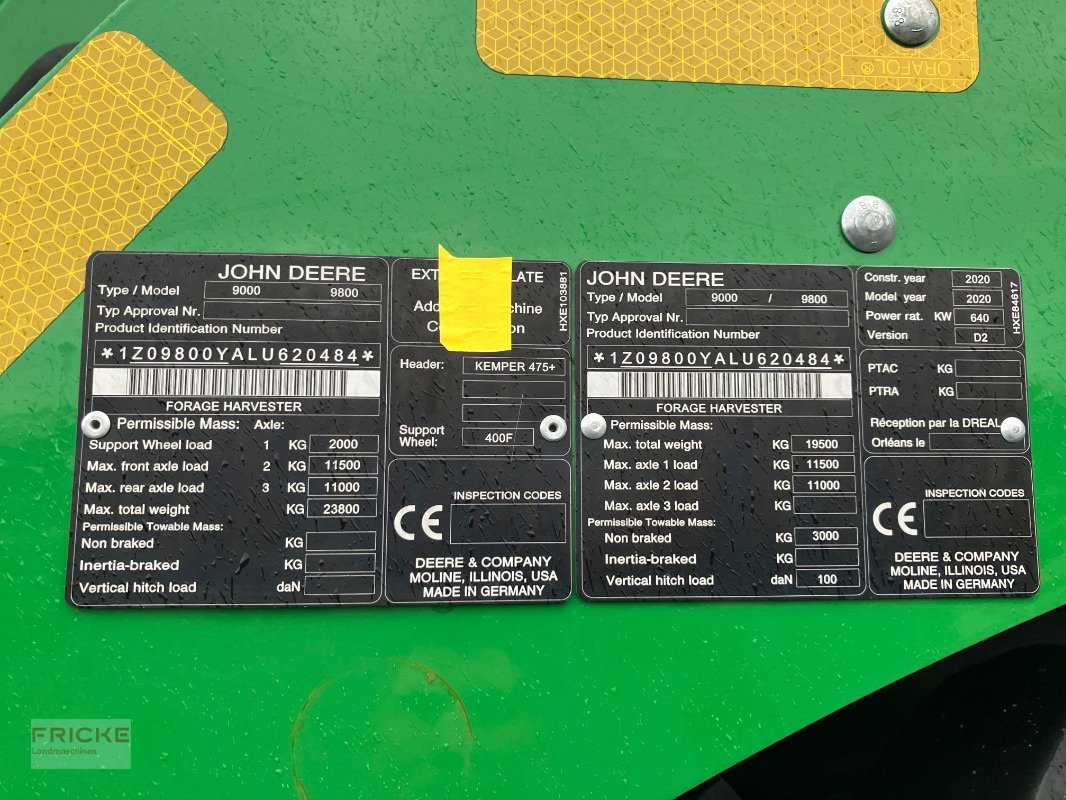 ORAFOL®
JOHN DEERE
Type / Model 9000 9800
Typ Approval Nr.
Product Identification Number
*1Z09800YALU620484*
FORAGE HARVESTER
Permissible Mass: Axle:
Support Wheel load 1 KG 2000
Max. front axle load 2 KG 11500
Max. rear axle load 3 KG 11000
Max. total weight KG 23800
Permissible Towable Mass:
Non braked KG
Inertia-braked KG
Vertical hitch load daN
HXE103881
Header: KEMPER 475+
Support
Wheel: 400F
INSPECTION CODES
CE
DEERE & COMPANY
MOLINE, ILLINOIS, USA
MADE IN GERMANY
JOHN DEERE
Type / Model 9000 / 9800
Typ Approval Nr.
Product Identification Number
*1Z09800YALU620484*
FORAGE HARVESTER
Permissible Mass:
Max. total weight KG 19500
Max. axle 1 load KG 11500
Max. axle 2 load KG 11000
Max. axle 3 load KG
Permissible Towable Mass:
Non braked KG 3000
Inertia-braked KG
Vertical hitch load daN 100
Constr. year 2020
Model year 2020
Power rat. KW 640
Version D2
HXE84617
PTAC KG
PTRA KG
Réception par la DREAL
Orléans le
INSPECTION CODES
CE
DEERE & COMPANY
MOLINE, ILLINOIS, USA
MADE IN GERMANY
FRICKE
Landmaschinen